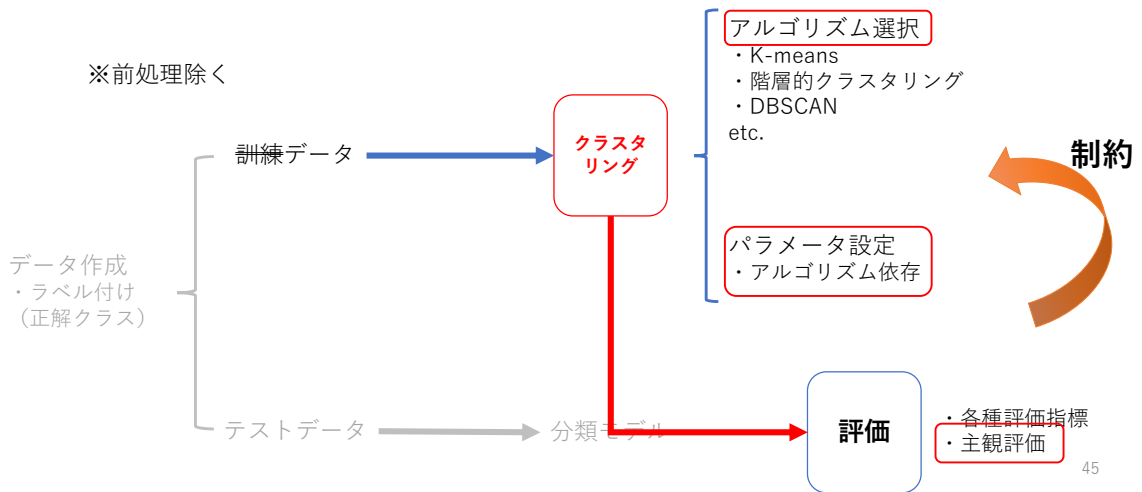 ※前処理除く
アルゴリズム選択
・K-means
・階層的クラスタリング
・DBSCAN
etc.
制約
訓練データ
クラスタ
リング
パラメータ設定
・アルゴリズム依存
データ作成
・ラベル付け
（正解クラス）
テストデータ
分類モデル
評価
・各種評価指標
・主観評価
45